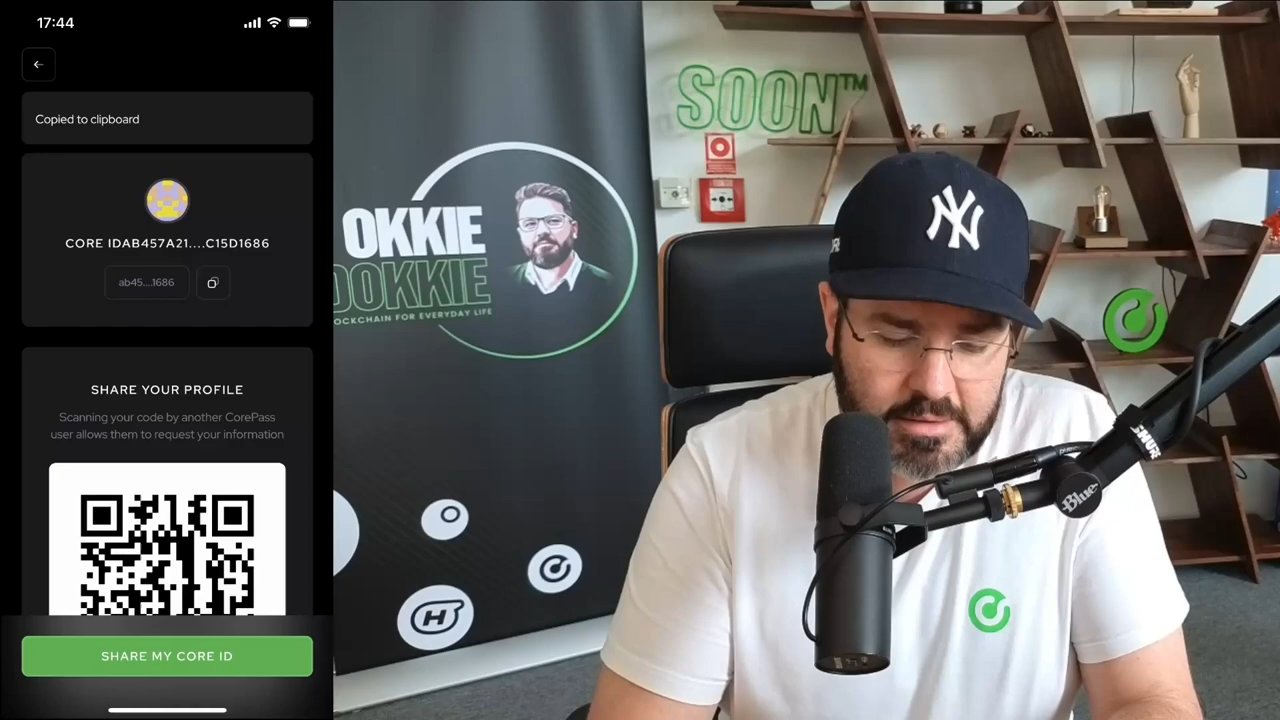 17:44
Copied to clipboard
CORE IDAB457A21....C15D1686
ab45....1686
SHARE YOUR PROFILE
Scanning your code by another CorePass
user allows them to request your information
SHARE MY CORE ID
SOON™
OKKIE
OOKKIE
OCKCHAIN FOR EVERYDAY LIFE
NY
SHURE
Blue
H